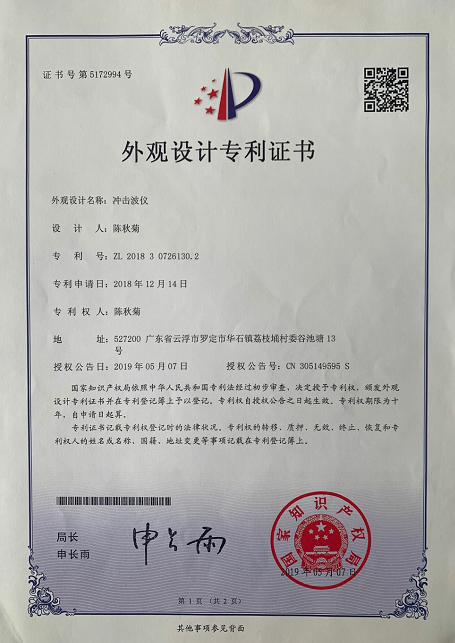 证书号第5172994号
外观设计专利证书
外观设计名称：冲击波仪
设计人：陈秋菊
专利号：ZL 2018 3 0726130.2
专利申请日：2018年12月14日
专利权人：陈秋菊
地址：527200 广东省云浮市罗定市华石镇荔枝埇村委谷池塘13
号
授权公告日：2019年05月07日 授权公告号：CN 305149595 S
国家知识产权局依照中华人民共和国专利法经过初步审查，决定授予专利权，颁发外观
设计专利证书并在专利登记簿上予以登记。专利权自授权公告之日起生效。专利权期限为十
年，自申请日起算。
专利证书记载专利权登记时的法律状况。专利权的转移、质押、无效、终止、恢复和专
利权人的姓名或名称、国籍、地址变更等事项记载在专利登记簿上。
局长
申长雨
申长雨
国家知识产权局
2019年05月07日
第 1 页 （共 2 页）
其他事项参见背面